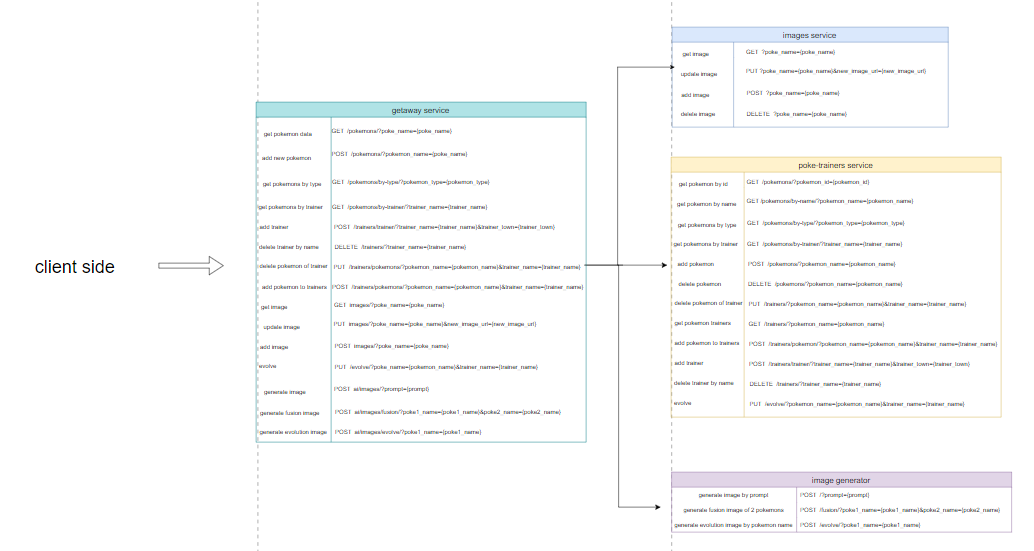 client side
getaway service
get pokemon data GET /pokemons/?poke_name={poke_name}
add new pokemon POST /pokemons/?pokemon_name={poke_name}
get pokemons by type GET /pokemons/by-type/?pokemon_type={pokemon_type}
get pokemons by trainer GET /pokemons/by-trainer/?trainer_name={trainer_name}
add trainer POST /trainers/trainer/?trainer_name={trainer_name}&trainer_town={trainer_town}
delete trainer by name DELETE /trainers/?trainer_name={trainer_name}
delete pokemon of trainer PUT /trainers/pokemons/?pokemon_name={pokemon_name}&trainer_name={trainer_name}
add pokemon to trainers POST /trainers/pokemons/?pokemon_name={pokemon_name}&trainer_name={trainer_name}
get image GET images/?poke_name={poke_name}
update image PUT images/?poke_name={poke_name}&new_image_url={new_image_url}
add image POST images/?poke_name={poke_name}
evolve PUT /evolve/?poke_name={pokemon_name}&trainer_name={trainer_name}
generate image POST ai/images/?prompt={prompt}
generate fusion image POST ai/images/fusion/?poke1_name={poke1_name}&poke2_name={poke2_name}
generate evolution image POST ai/images/evolve/?poke1_name={poke1_name}
images service
get image GET ?poke_name={poke_name}
update image PUT ?poke_name={poke_name}&new_image_url={new_image_url}
add image POST ?poke_name={poke_name}
delete image DELETE ?poke_name={poke_name}
poke-trainers service
get pokemon by id GET /pokemons/?pokemon_id={pokemon_id}
get pokemon by name GET /pokemons/by-name/?pokemon_name={pokemon_name}
get pokemons by type GET /pokemons/by-type/?pokemon_type={pokemon_type}
get pokemons by trainer GET /pokemons/by-trainer/?trainer_name={trainer_name}
add pokemon POST /pokemons/?pokemon_name={pokemon_name}
delete pokemon DELETE /pokemons/?pokemon_name={pokemon_name}
delete pokemon of trainer PUT /trainers/?pokemon_name={pokemon_name}&trainer_name={trainer_name}
get pokemon trainers GET /trainers/?pokemon_name={pokemon_name}
add pokemon to trainers POST /trainers/pokemon/?pokemon_name={pokemon_name}&trainer_name={trainer_name}
add trainer POST /trainers/trainer/?trainer_name={trainer_name}&trainer_town={trainer_town}
delete trainer by name DELETE /trainers/?trainer_name={trainer_name}
evolve PUT /evolve/?pokemon_name={pokemon_name}&trainer_name={trainer_name}
image generator
generate image by prompt POST /?prompt={prompt}
generate fusion image of 2 pokemons POST /fusion/?poke1_name={poke1_name}&poke2_name={poke2_name}
generate evolution image by pokemon name POST /evolve/?poke1_name={poke1_name}